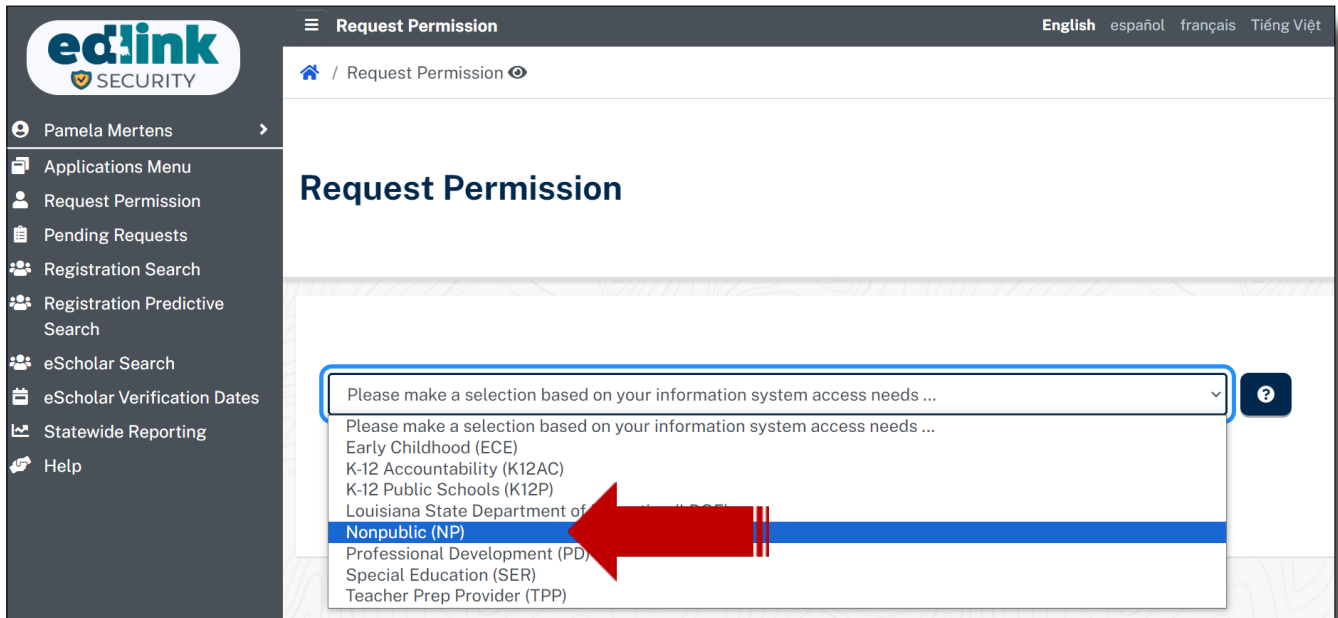 ed:link
SECURITY
Pamela Mertens
Applications Menu
Request Permission
Pending Requests
Registration Search
Registration Predictive
Search
eScholar Search
eScholar Verification Dates
Statewide Reporting
Help
Request Permission
English español français Tiếng Việt
/ Request Permission
Request Permission
Please make a selection based on your information system access needs ...
?
Please make a selection based on your information system access needs ...
Early Childhood (ECE)
K-12 Accountability (K12AC)
K-12 Public Schools (K12P)
Louisiana State Department of
Nonpublic (NP)
Professional Development (PD)
Special Education (SER)
Teacher Prep Provider (TPP)